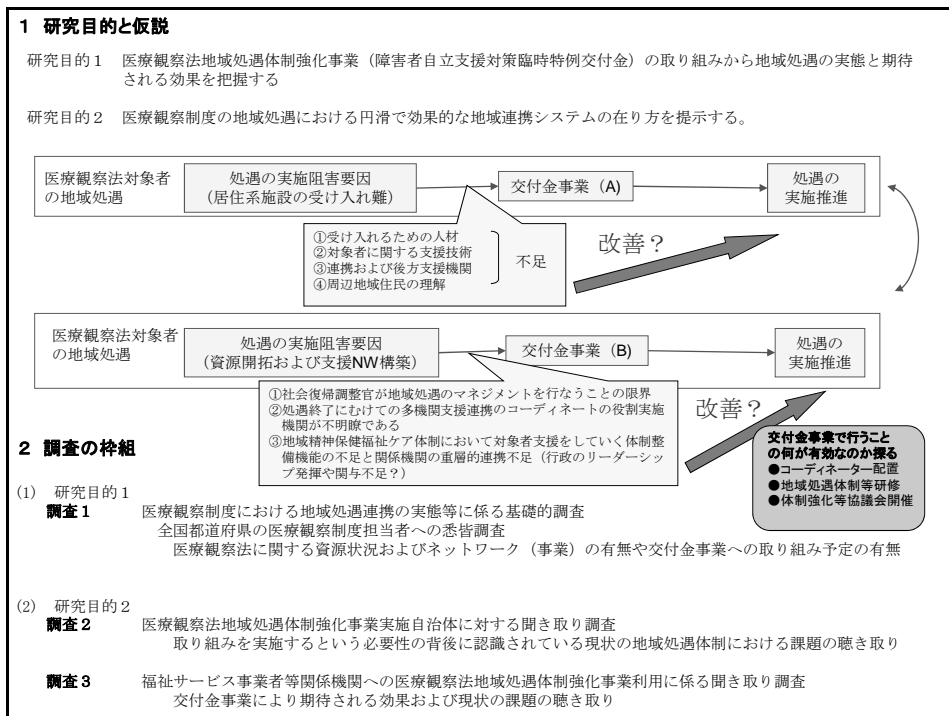 1 研究目的と仮説
研究目的１ 医療観察法地域処遇体制強化事業（障害者自立支援対策臨時特例交付金）の取り組みから地域処遇の実態と期待
される効果を把握する
研究目的２ 医療観察制度の地域処遇における円滑で効果的な地域連携システムの在り方を提示する。
医療観察法対象者
の地域処遇
処遇の実施阻害要因
(居住系施設の受け入れ難)
交付金事業（A）
処遇の
実施推進
①受け入れるための人材
②対象者に関する支援技術
③連携および後方支援機関
④周辺地域住民の理解
不足
改善？
医療観察法対象者
の地域処遇
処遇の実施阻害要因
(資源開拓および支援NW構築)
交付金事業（B）
処遇の
実施推進
①社会復帰調整官が地域処遇のマネジメントを行なうことの限界
②処遇終了にむけての多機関支援連携のコーディネートの役割実施
機関が不明瞭である
③地域精神保健福祉ケア体制において対象者支援をしていく体制整
備機能の不足と関係機関の重層的連携不足（行政のリーダーシッ
プ発揮や関与不足？）
改善？
交付金事業で行うこと
の何が有効なのか探る
●コーディネーター配置
●地域処遇体制等研修
●体制強化等協議会開催
2 調査の枠組
(1) 研究目的１
調査１ 医療観察制度における地域処遇連携の実態等に係る基礎的調査
全国都道府県の医療観察制度担当者への悉皆調査
医療観察法に関する資源状況およびネットワーク（事業）の有無や交付金事業への取り組み予定の有無
(2) 研究目的２
調査２ 医療観察法地域処遇体制強化事業実施自治体に対する聞き取り調査
取り組みを実施するという必要性の背後に認識されている現状の地域処遇体制における課題の聴き取り
調査３ 福祉サービス事業者等関係機関への医療観察法地域処遇体制強化事業利用に係る聞き取り調査
交付金事業により期待される効果および現状の課題の聴き取り